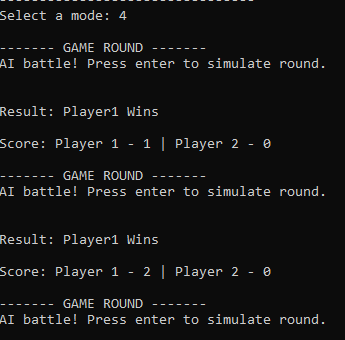 --------------------------------
Select a mode: 4
------- GAME ROUND -------
AI battle! Press enter to simulate round.
Result: Player1 Wins
Score: Player 1 - 1 | Player 2 - 0
------- GAME ROUND -------
AI battle! Press enter to simulate round.
Result: Player1 Wins
Score: Player 1 - 2 | Player 2 - 0
------- GAME ROUND -------
AI battle! Press enter to simulate round.